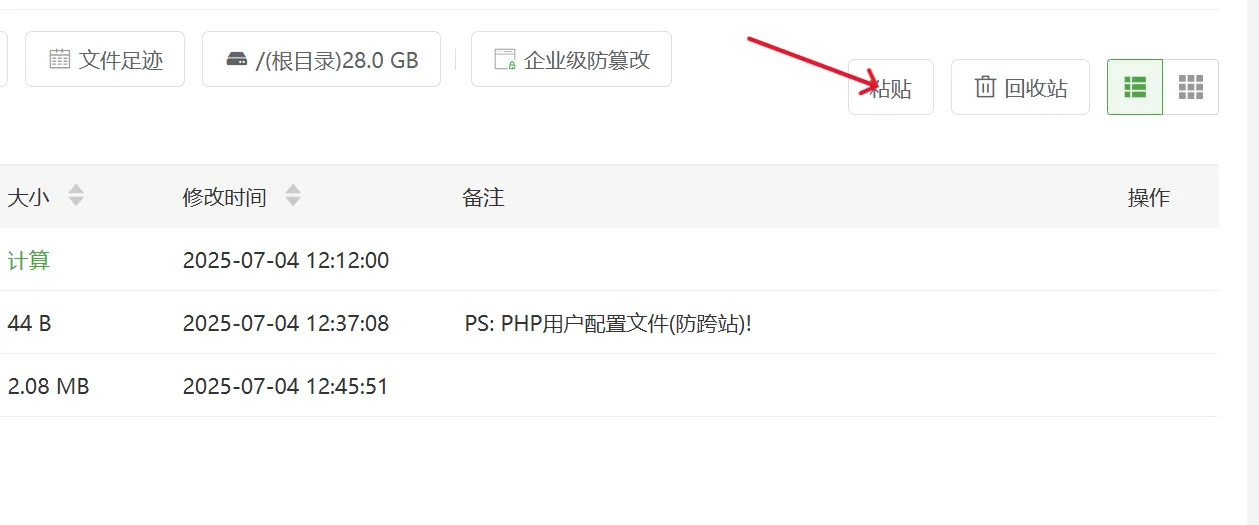 文件足迹 /(根目录)28.0 GB 企业级防篡改
粘贴 回收站
大小 修改时间 备注 操作
计算 2025-07-04 12:12:00
44 B 2025-07-04 12:37:08 PS: PHP用户配置文件(防跨站)!
2.08 MB 2025-07-04 12:45:51